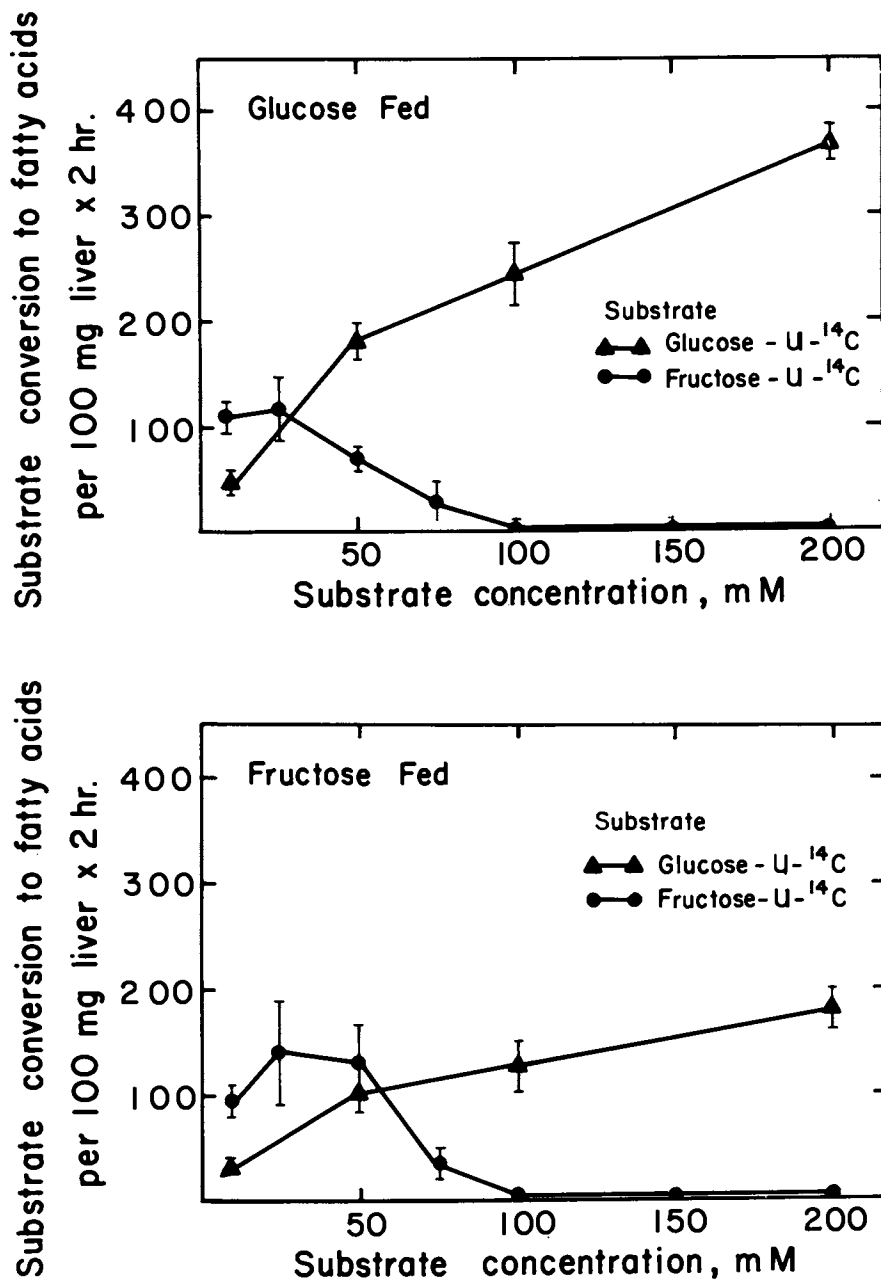 Substrate conversion to fatty acids
per 100 mg liver x 2 hr.
Glucose Fed
400
300
200
100
Substrate
Glucose - U - ¹⁴C
Fructose - U - ¹⁴C
50 100 150 200
Substrate concentration, mM
Substrate conversion to fatty acids
per 100 mg liver x 2 hr.
Fructose Fed
400
300
200
100
Substrate
Glucose - U - ¹⁴C
Fructose - U - ¹⁴C
50 100 150 200
Substrate concentration, mM